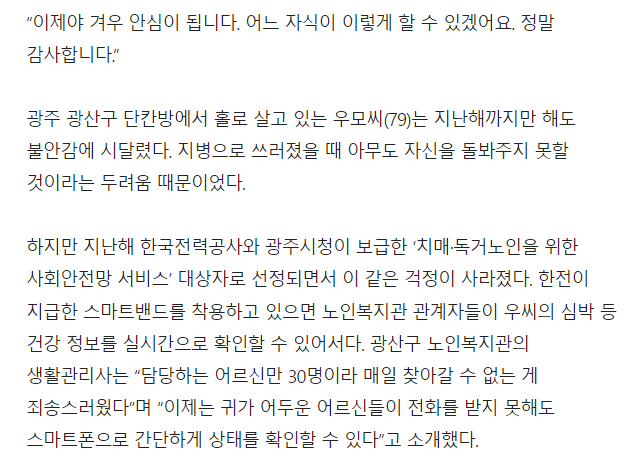 “이제야 겨우 안심이 됩니다. 어느 자식이 이렇게 할 수 있겠어요. 정말
감사합니다.”
광주 광산구 단칸방에서 홀로 살고 있는 우모씨(79)는 지난해까지만 해도
불안감에 시달렸다. 지병으로 쓰러졌을 때 아무도 자신을 돌봐주지 못할
것이라는 두려움 때문이었다.
하지만 지난해 한국전력공사와 광주시청이 보급한 ‘치매·독거노인을 위한
사회안전망 서비스’ 대상자로 선정되면서 이 같은 걱정이 사라졌다. 한전이
지급한 스마트밴드를 착용하고 있으면 노인복지관 관계자들이 우씨의 심박 등
건강 정보를 실시간으로 확인할 수 있어서다. 광산구 노인복지관의
생활관리사는 “담당하는 어르신만 30명이라 매일 찾아갈 수 없는 게
죄송스러웠다”며 “이제는 귀가 어두운 어르신들이 전화를 받지 못해도
스마트폰으로 간단하게 상태를 확인할 수 있다”고 소개했다.